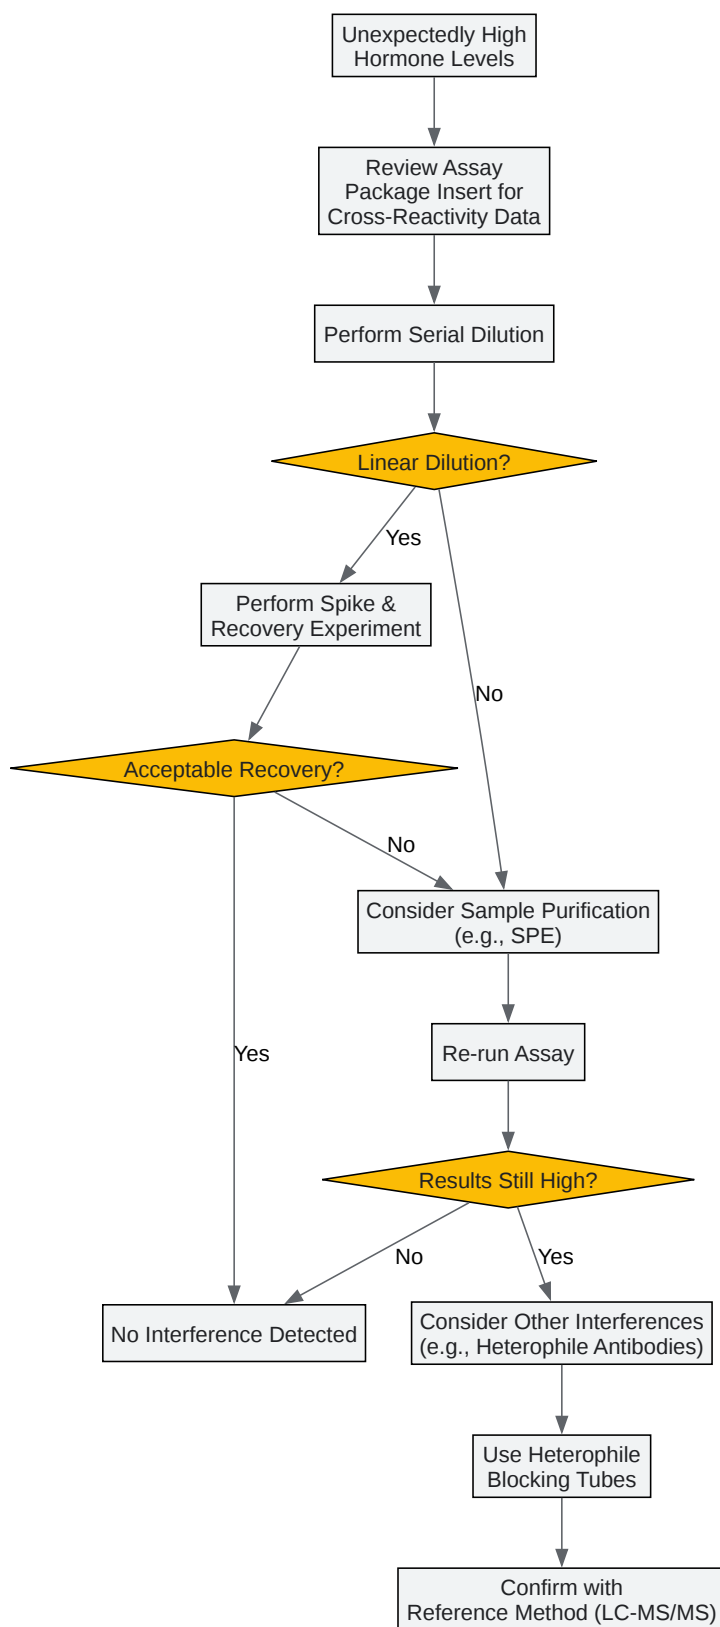 Unexpectedly High
Hormone Levels
Review Assay
Package Insert for
Cross-Reactivity Data
Perform Serial Dilution
Linear Dilution?
Yes
Perform Spike &
Recovery Experiment
No
Acceptable Recovery?
No
Consider Sample Purification
(e.g., SPE)
Yes
Re-run Assay
Results Still High?
No
Yes
No Interference Detected
Consider Other Interferences
(e.g., Heterophile Antibodies)
Use Heterophile
Blocking Tubes
Confirm with
Reference Method (LC-MS/MS)